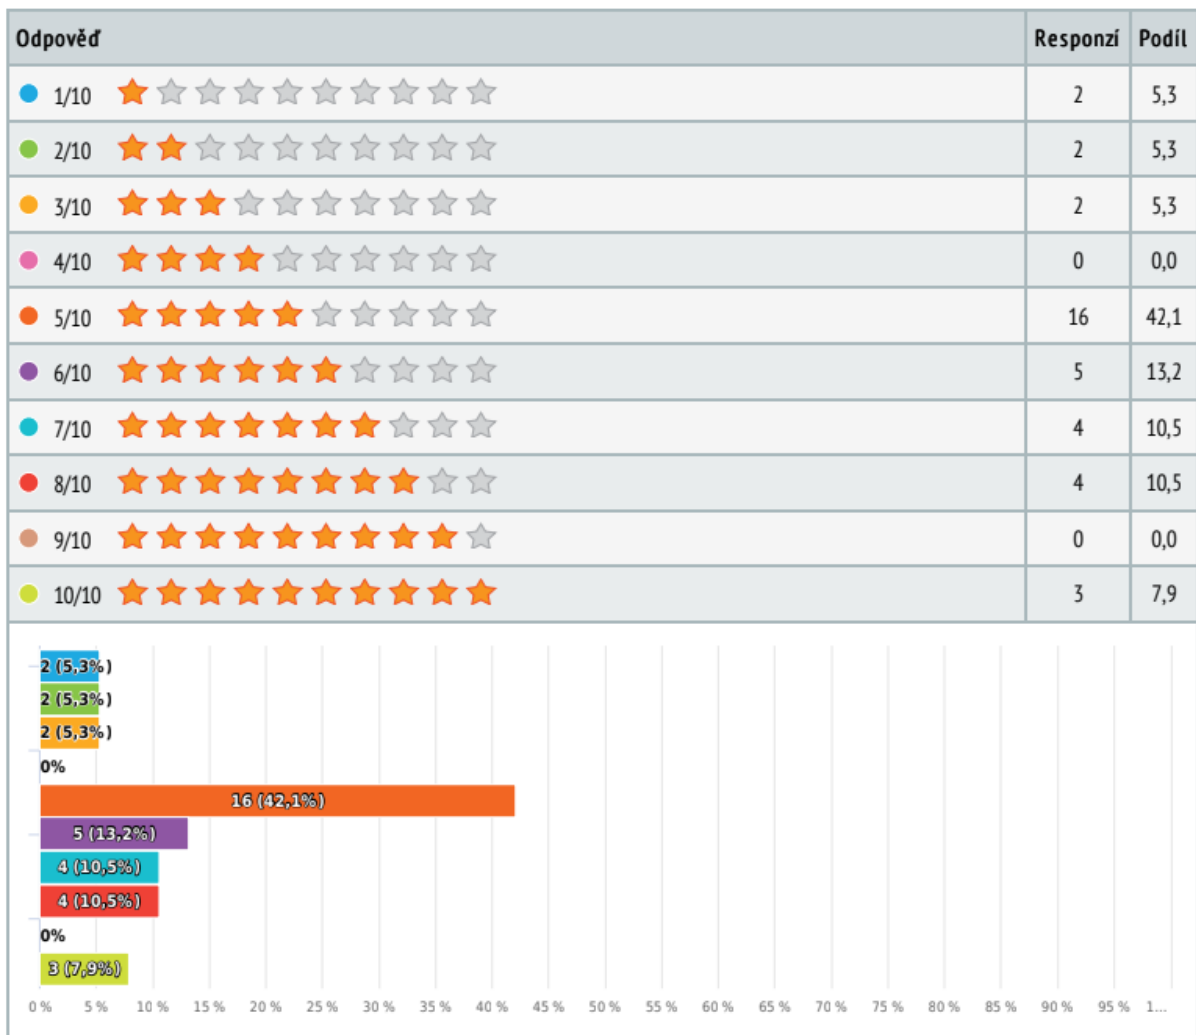 Odpověď Responzí Podíl
1/10 2 5,3
2/10 2 5,3
3/10 2 5,3
4/10 0 0,0
5/10 16 42,1
6/10 5 13,2
7/10 4 10,5
8/10 4 10,5
9/10 0 0,0
10/10 3 7,9
2 (5,3%)
2 (5,3%)
2 (5,3%)
0%
16 (42,1%)
5 (13,2%)
4 (10,5%)
4 (10,5%)
0%
3 (7,9%)
0 % 5 % 10 % 15 % 20 % 25 % 30 % 35 % 40 % 45 % 50 % 55 % 60 % 65 % 70 % 75 % 80 % 85 % 90 % 95 % 1...